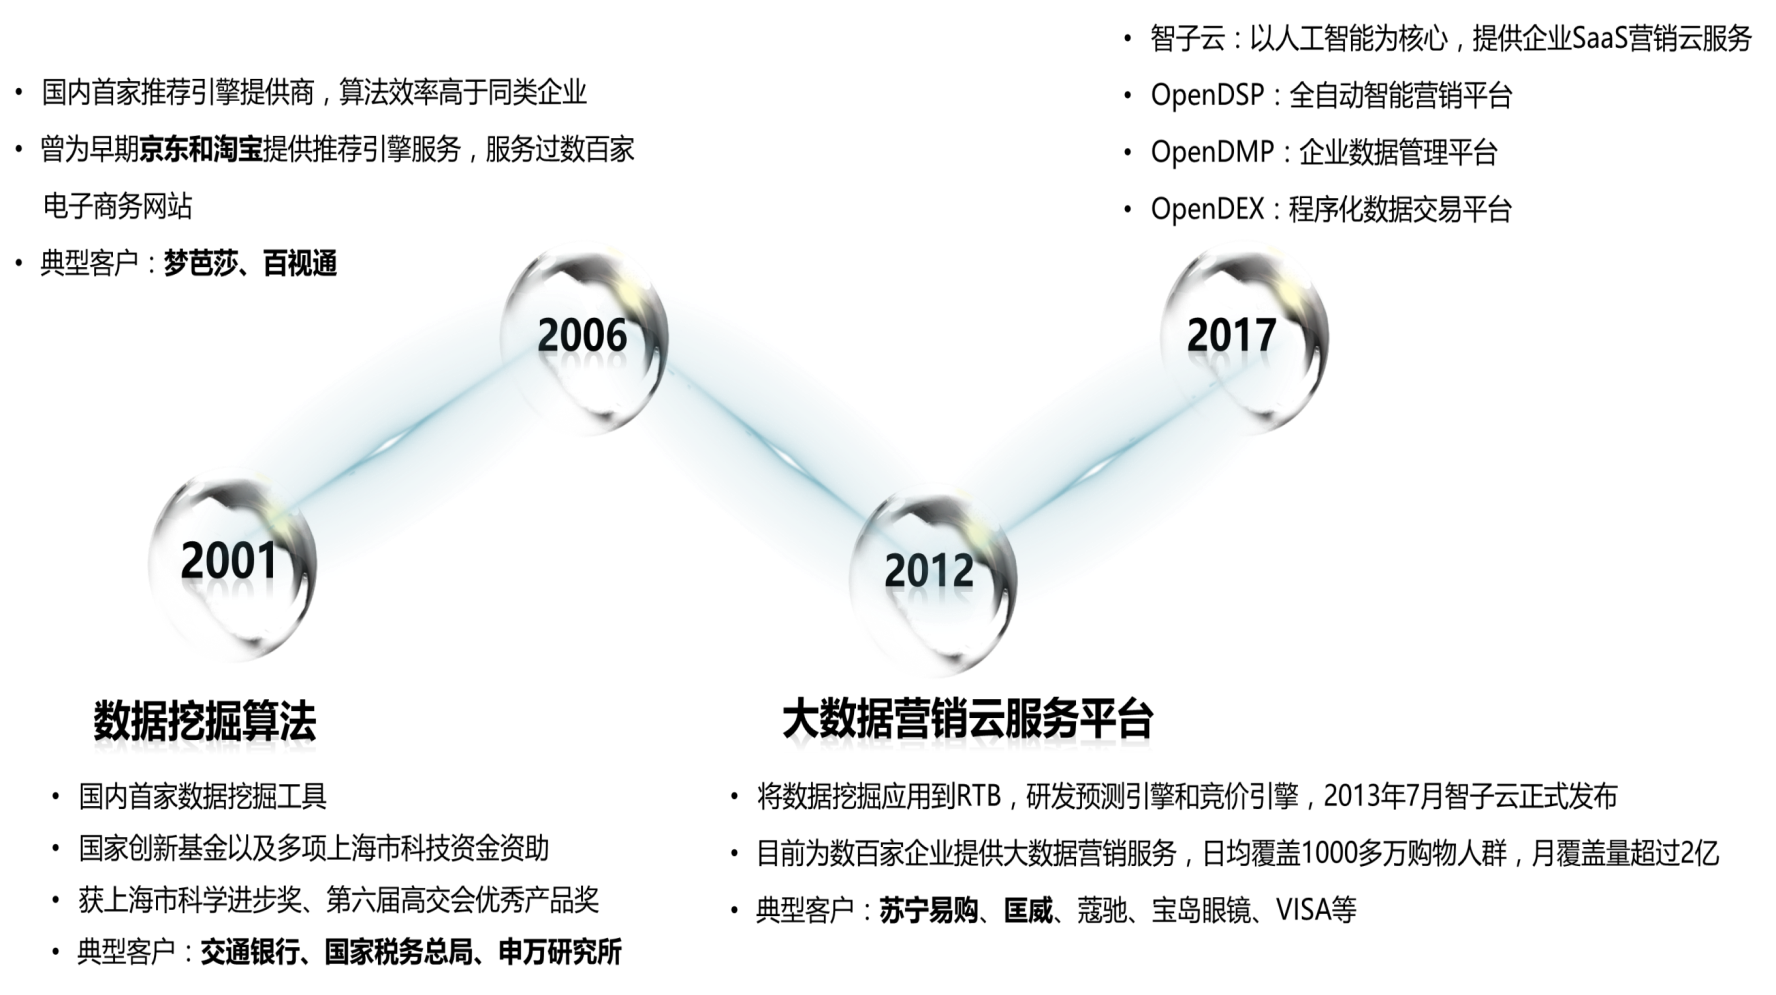 • 国内首家推荐引擎提供商，算法效率高于同类企业
• 曾为早期京东和淘宝提供推荐引擎服务，服务过数百家
电子商务网站
• 典型客户：梦芭莎、百视通
• 智子云：以人工智能为核心，提供企业SaaS营销云服务
• OpenDSP：全自动智能营销平台
• OpenDMP：企业数据管理平台
• OpenDEX：程序化数据交易平台
2006
2017
2001
2012
数据挖掘算法
• 国内首家数据挖掘工具
• 国家创新基金以及多项上海市科技资金资助
• 获上海市科学进步奖、第六届高交会优秀产品奖
• 典型客户：交通银行、国家税务总局、申万研究所
大数据营销云服务平台
• 将数据挖掘应用到RTB，研发预测引擎和竞价引擎，2013年7月智子云正式发布
• 目前为数百家企业提供大数据营销服务，日均覆盖1000多万购物人群，月覆盖量超过2亿
• 典型客户：苏宁易购、匡威、蔻驰、宝岛眼镜、VISA等